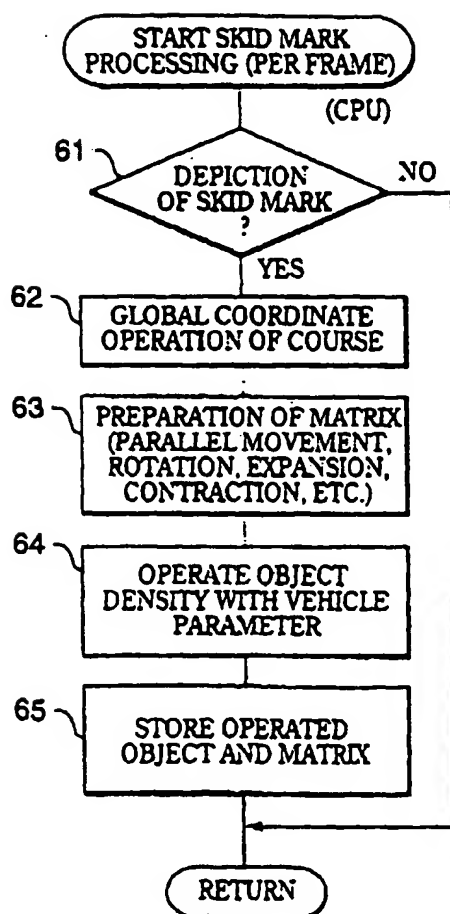 START SKID MARK
PROCESSING (PER FRAME)
(CPU)
61
DEPICTION
OF SKID MARK
?
NO
YES
62
GLOBAL COORDINATE
OPERATION OF COURSE
63
PREPARATION OF MATRIX
(PARALLEL MOVEMENT,
ROTATION, EXPANSION,
CONTRACTION, ETC.)
64
OPERATE OBJECT
DENSITY WITH VEHICLE
PARAMETER
65
STORE OPERATED
OBJECT AND MATRIX
RETURN